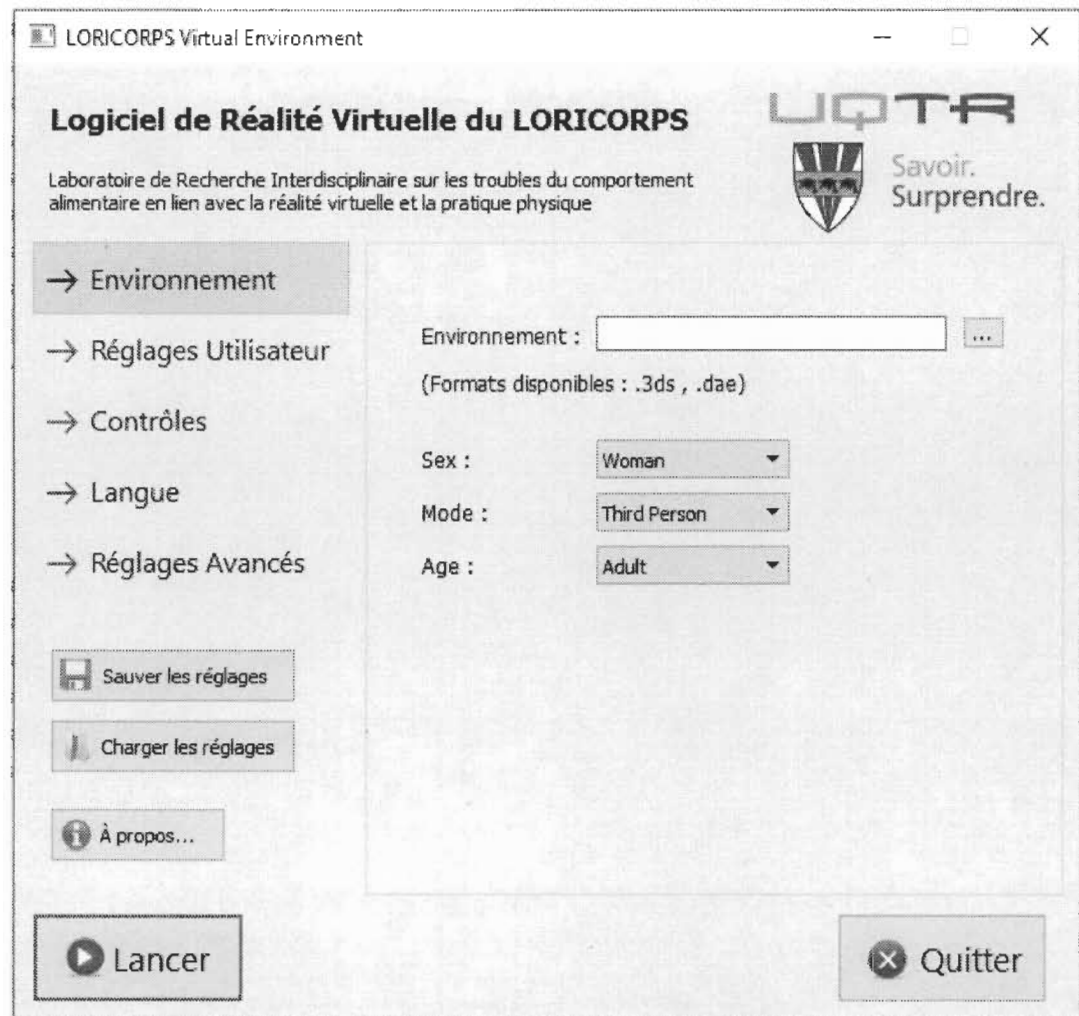 LORICORPS Virtual Environment
Logiciel de Réalité Virtuelle du LORICORPS
UQTR
Laboratoire de Recherche Interdisciplinaire sur les troubles du comportement
alimentaire en lien avec la réalité virtuelle et la pratique physique
Savoir.
Surprendre.
Environnement
Réglages Utilisateur
Contrôles
Langue
Réglages Avancés
Environnement :
...
(Formats disponibles : .3ds , .dae)
Sex : Woman
Mode : Third Person
Age : Adult
Sauver les réglages
Charger les réglages
À propos...
Lancer
Quitter